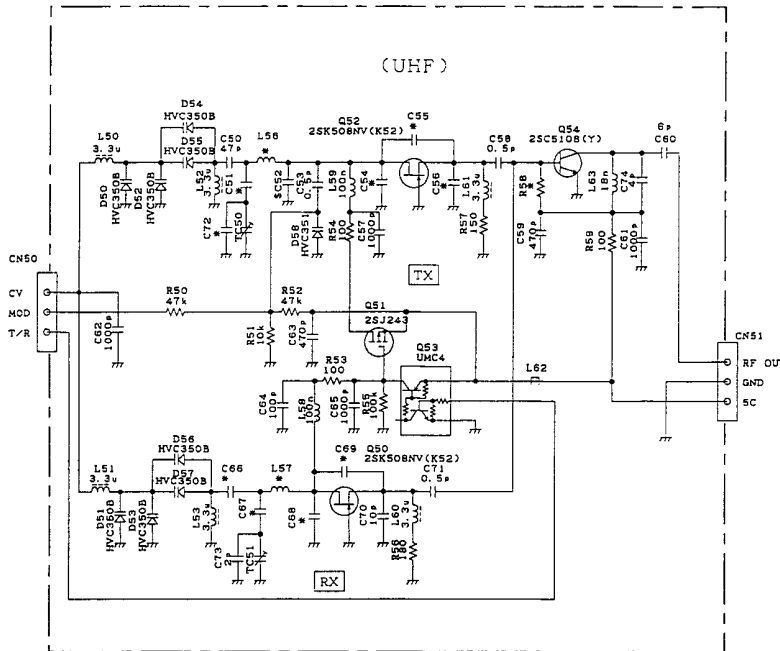 (UHF)
D54
HVC350B
D55
HVC350B
L50
3.3u
C50
47p
L56
*
Q52
2SK508NV(K52)
C55
*
C58
0.5p
Q54
2SC5108(Y)
6p
C60
D50
HVC350B
D52
HVC350B
L52
3.3u
C51
*
C72
*
TC50
$C52
C53
0.5p
D58
HVC351
L59
100n
R54
100
C57
1000p
C54
*
C56
*
L61
3.3u
R57
150
R58
*
C59
470p
L63
18n
C74
4p
R59
100
C61
1000p
TX
CN50
CV
MOD
T/R
C62
1000p
R50
47k
R51
10k
R52
47k
C63
470p
Q51
2SJ243
Q53
UMC4
L62
CN51
RF OUT
GND
5C
C64
100p
L58
100n
R53
100
C65
1000p
R55
100k
D56
HVC350B
D57
HVC350B
L51
3.3u
C66
*
L57
*
C69
*
Q50
2SK508NV(K52)
C71
0.5p
D51
HVC350B
D53
HVC350B
L53
3.3u
C67
*
C73
2p
TC51
C68
*
C70
10p
L60
3.3u
R56
180
RX